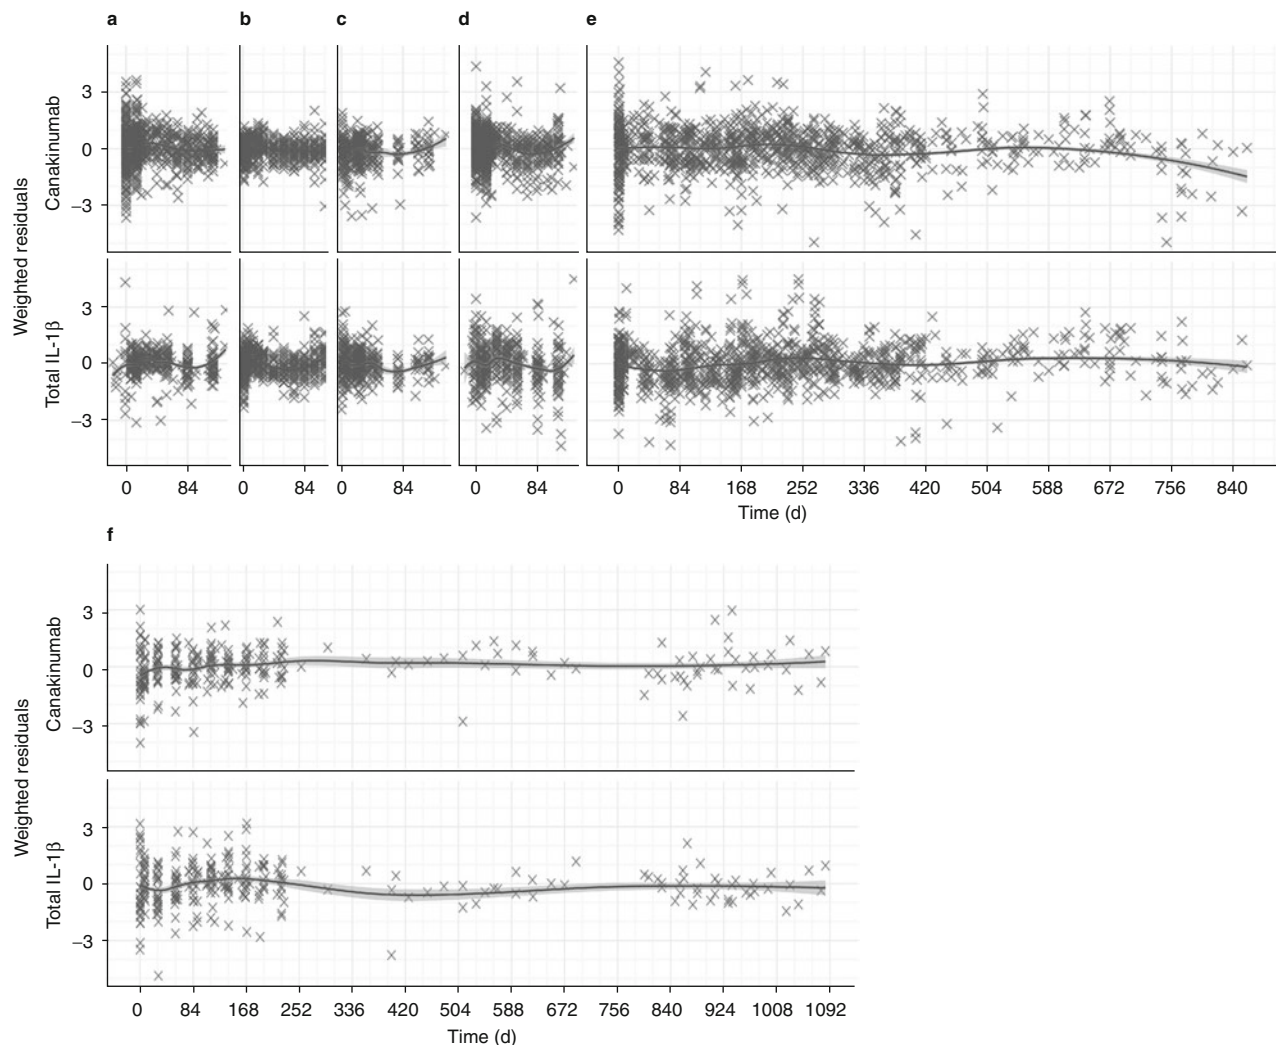 a b c d e
Weighted residuals
Canakinumab
3
0
−3
Total IL-1β
3
0
−3
0 84 0 84 0 84 0 84 0 84 168 252 336 420 504 588 672 756 840
Time (d)
f
Weighted residuals
Canakinumab
3
0
−3
Total IL-1β
3
0
−3
0 84 168 252 336 420 504 588 672 756 840 924 1008 1092
Time (d)